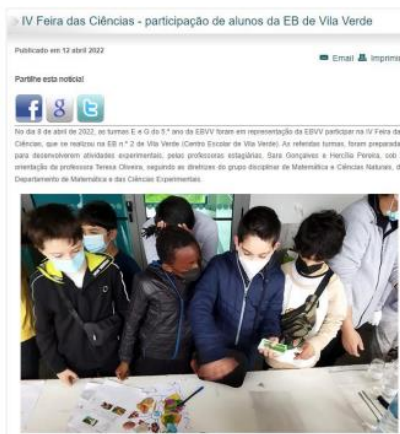 IV Feira das Ciências - participação de alunos da EB de Vila Verde
Publicado em 12 abril 2022
Email Imprimir
Partilhe esta notícia!
No dia 8 de abril de 2022, as turmas E e G do 5.º ano da EBVV foram em representação da EBVV participar na IV Feira da
Ciências, que se realizou na EB n.º 2 de Vila Verde (Centro Escolar de Vila Verde). As referidas turmas, foram preparada
para desenvolverem atividades experimentais, pelas professoras estagiárias, Sara Gonçalves e Hercília Pereira, sob
orientação da professora Teresa Oliveira, seguindo as diretrizes do grupo disciplinar de Matemática e Ciências Naturais, d
Departamento de Matemática e das Ciências Experimentais.